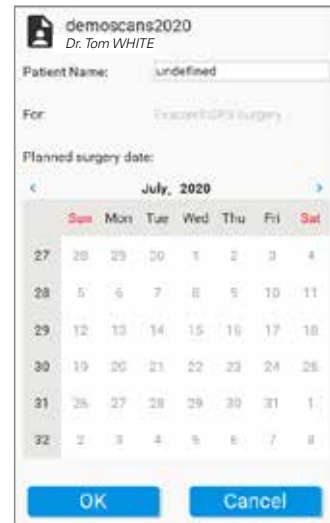 demoscans2020
Dr. Tom WHITE
Patient Name: undefined
For: Exactech GPS surgery
Planned surgery date:
< July, 2020 >
Sun Mon Tue Wed Thu Fri Sat
27 28 29 30 1 2 3 4
28 5 6 7 8 9 10 11
29 12 13 14 15 16 17 18
30 19 20 21 22 23 24 25
31 26 27 28 29 30 31 1
32 2 3 4 5 6 7 8
OK Cancel